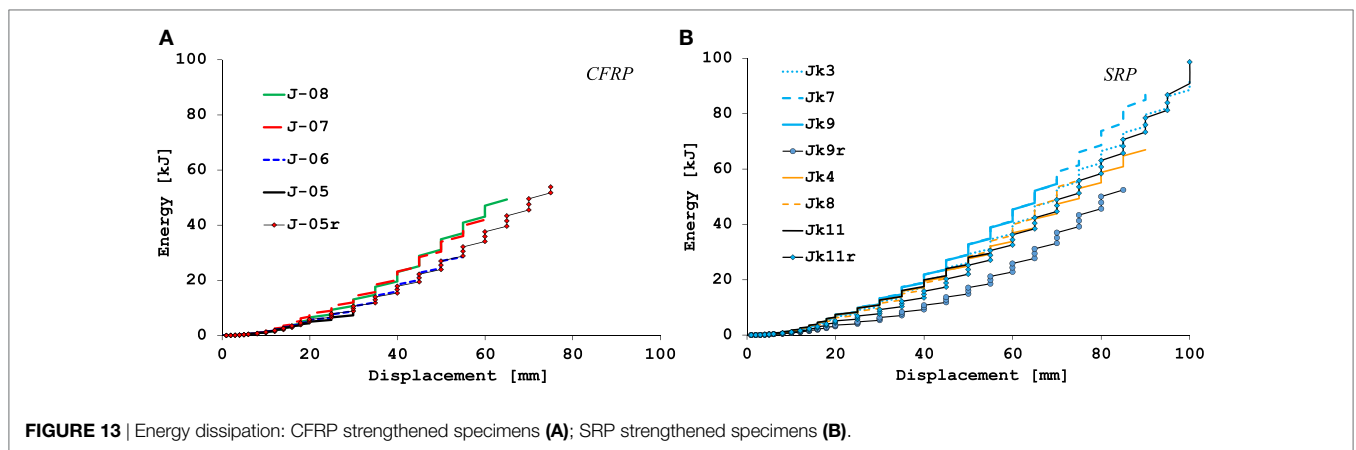 A
100
80
60
40
20
0
Energy [kJ]
CFRP
J-08
J-07
J-06
J-05
J-05r
0 20 40 60 80 100
Displacement [mm]
B
100
80
60
40
20
0
Energy [kJ]
SRP
Jk3
Jk7
Jk9
Jk9r
Jk4
Jk8
Jk11
Jk11r
0 20 40 60 80 100
Displacement [mm]
FIGURE 13 | Energy dissipation: CFRP strengthened specimens (A); SRP strengthened specimens (B).